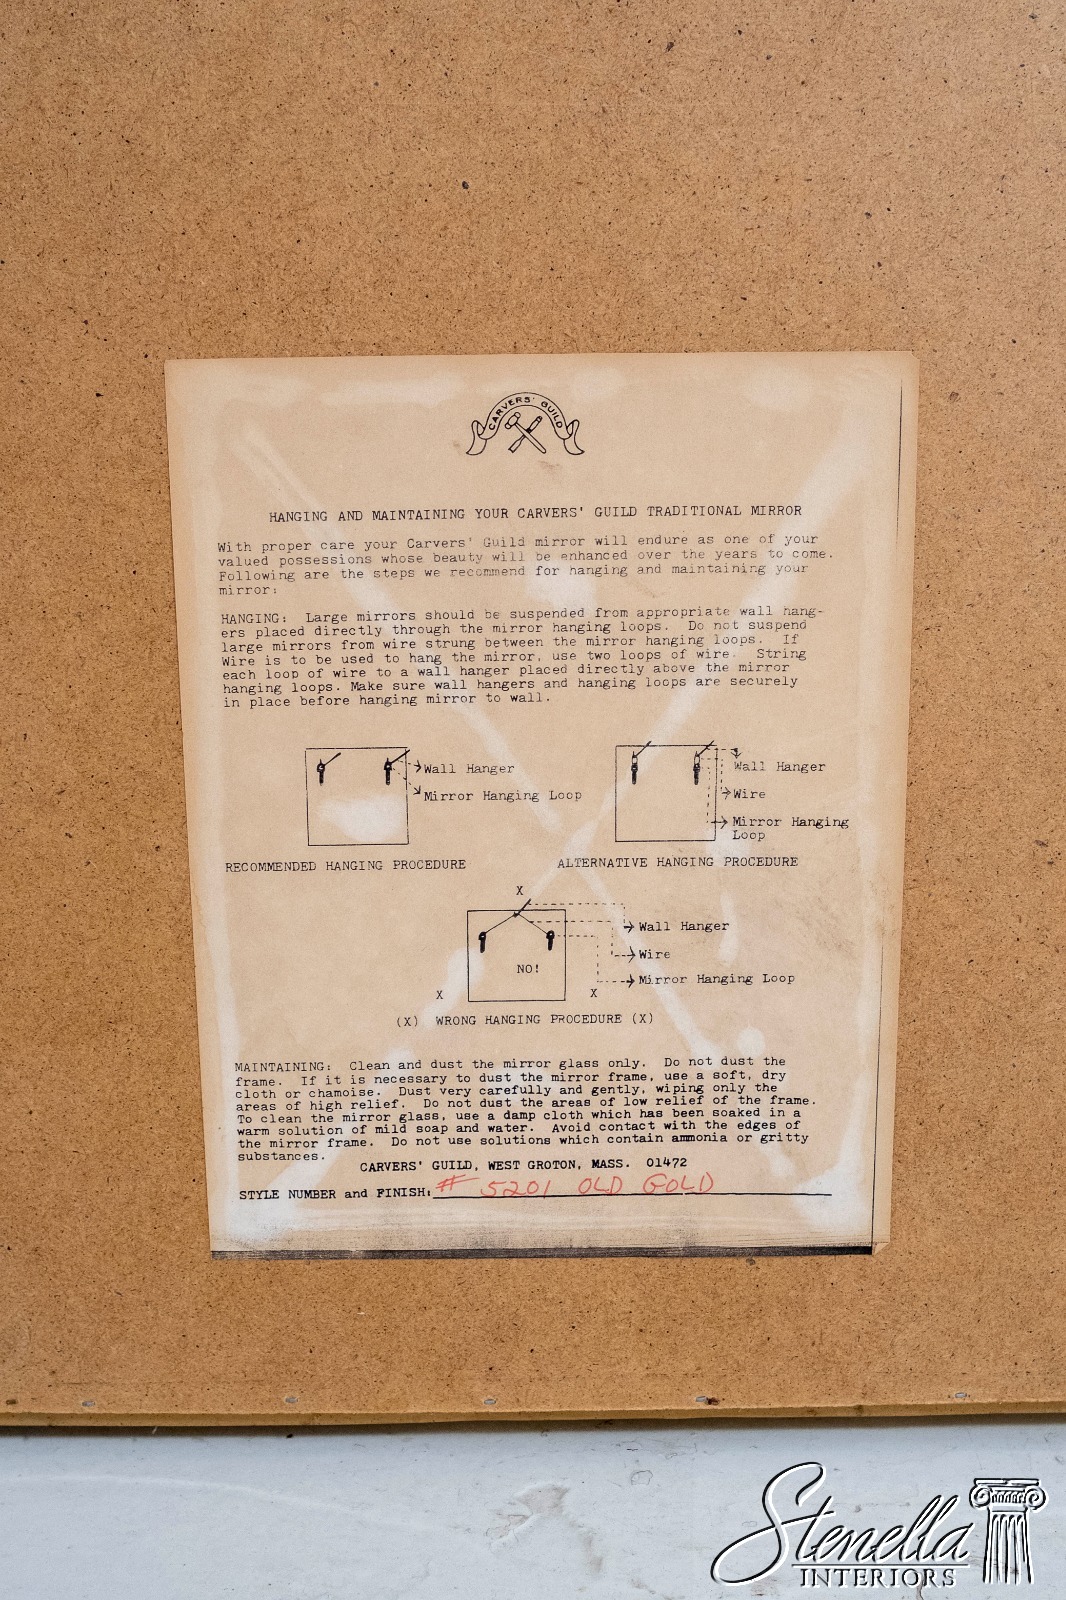 CARVERS' GUILD
HANGING AND MAINTAINING YOUR CARVERS' GUILD TRADITIONAL MIRROR
With proper care your Carvers' Guild mirror will endure as one of your
valued possessions whose beauty will be enhanced over the years to come.
Following are the steps we recommend for hanging and maintaining your
mirror:
HANGING: Large mirrors should be suspended from appropriate wall hang-
ers placed directly through the mirror hanging loops. Do not suspend
large mirrors from wire strung between the mirror hanging loops. If
Wire is to be used to hang the mirror, use two loops of wire. String
each loop of wire to a wall hanger placed directly above the mirror
hanging loops. Make sure wall hangers and hanging loops are securely
in place before hanging mirror to wall.
Wall Hanger
Mirror Hanging Loop
RECOMMENDED HANGING PROCEDURE
Wall Hanger
Wire
Mirror Hanging
Loop
ALTERNATIVE HANGING PROCEDURE
X
Wall Hanger
Wire
NO!
Mirror Hanging Loop
X X
(X) WRONG HANGING PROCEDURE (X)
MAINTAINING: Clean and dust the mirror glass only. Do not dust the
frame. If it is necessary to dust the mirror frame, use a soft, dry
cloth or chamoise. Dust very carefully and gently, wiping only the
areas of high relief. Do not dust the areas of low relief of the frame.
To clean the mirror glass, use a damp cloth which has been soaked in a
warm solution of mild soap and water. Avoid contact with the edges of
the mirror frame. Do not use solutions which contain ammonia or gritty
substances.
CARVERS' GUILD, WEST GROTON, MASS. 01472
STYLE NUMBER and FINISH: # 5201 OLD GOLD
Stenella
INTERIORS